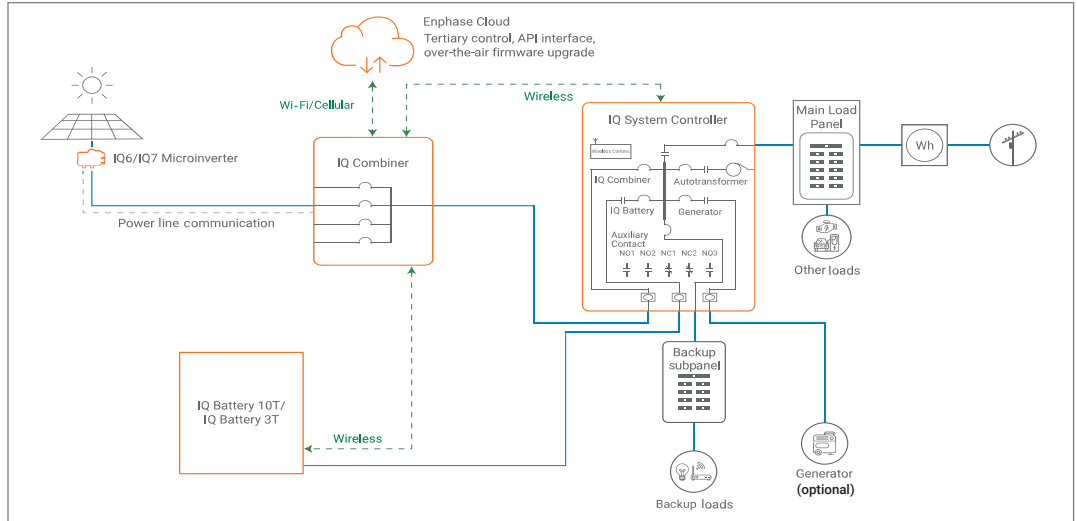 Enphase Cloud
Tertiary control, API interface,
over-the-air firmware upgrade
Wi-Fi/Cellular
Wireless
IQ6/IQ7 Microinverter
Power line communication
IQ Combiner
IQ System Controller
Wireless Comms
IQ Combiner
Autotransformer
IQ Battery
Generator
Auxiliary
Contact
NO1 NO2 NC1 NC2 NO3
Main Load
Panel
Wh
Other loads
IQ Battery 10T/
IQ Battery 3T
Wireless
Backup
subpanel
Backup loads
Generator
(optional)